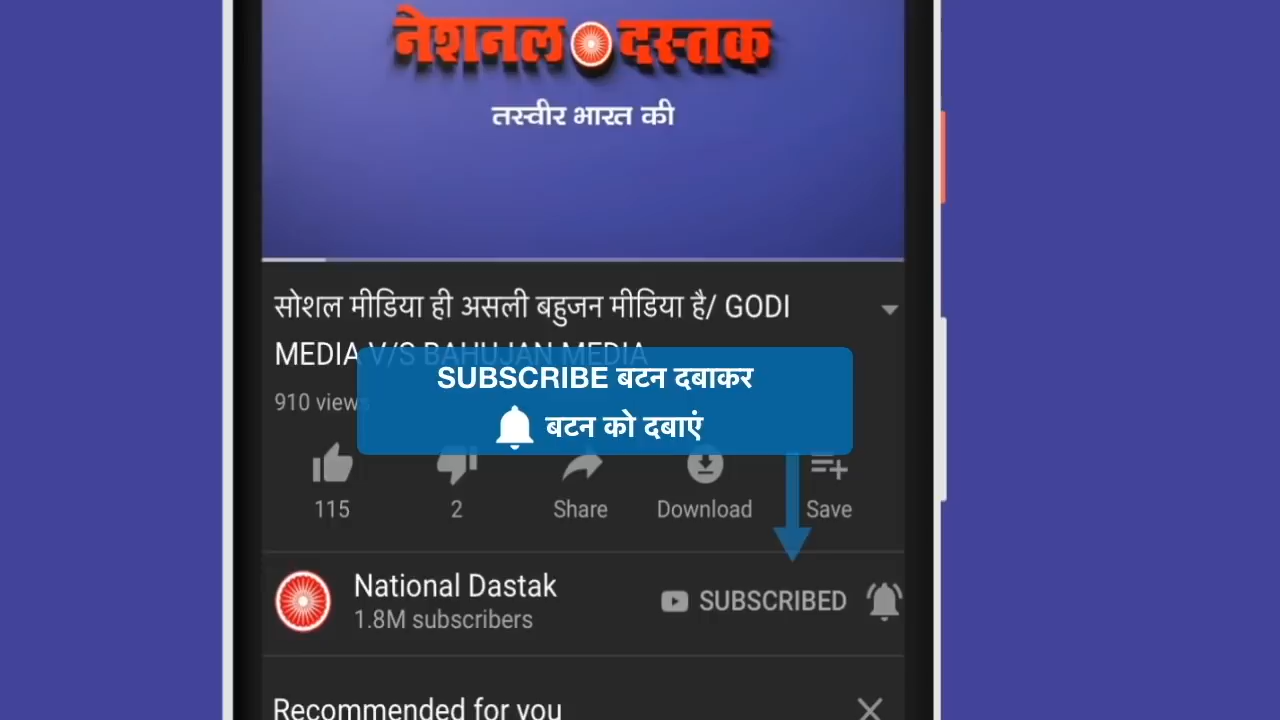 नेशनल दस्तक
तस्वीर भारत की
सोशल मीडिया ही असली बहुजन मीडिया है/ GODI
MEDIA V/S BAHUJAN MEDIA
910 views
SUBSCRIBE बटन दबाकर
बटन को दबाएं
115
2
Share
Download
Save
National Dastak
1.8M subscribers
SUBSCRIBED
Recommended for you